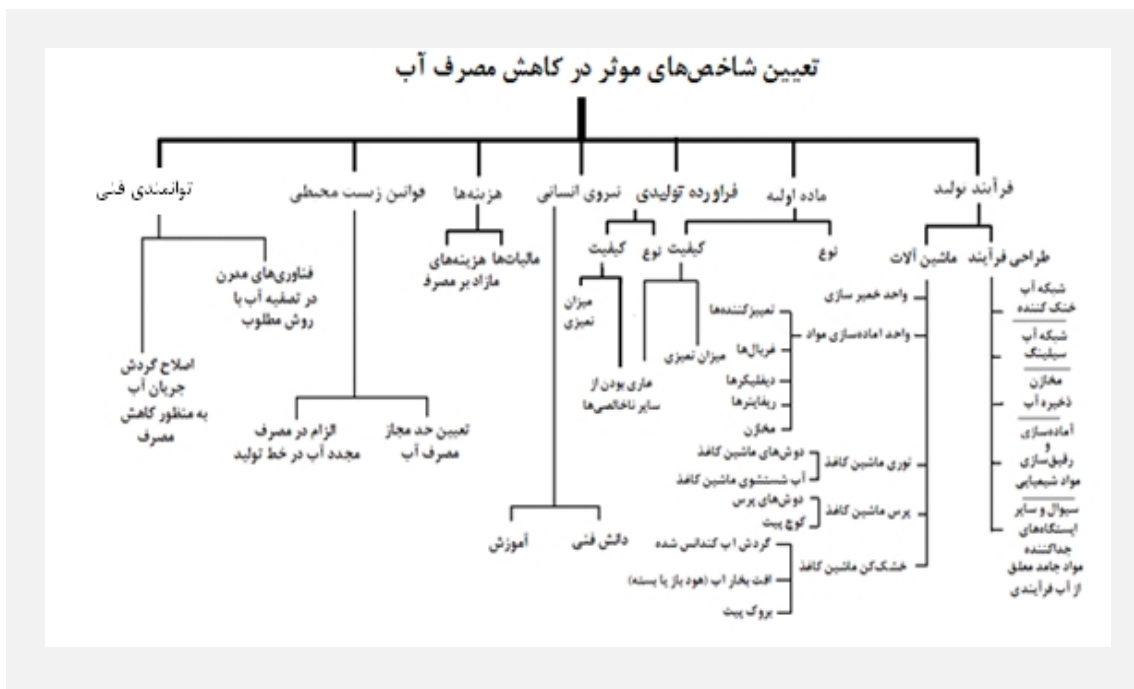 تعیین شاخص‌های موثر در کاهش مصرف آب
فرآیند تولید
ماده اولیه
فراورده تولیدی
نیروی انسانی
هزینه‌ها
قوانین زیست محیطی
توانمندی فنی
طراحی فرآیند
ماشین آلات
شبکه آب
خنک کننده
شبکه آب
سیلینگ
مخازن
ذخیره آب
آماده‌سازی
و
رقیق‌سازی
مواد شیمیایی
سیوال و سایر
ایستگاه‌های
جداکننده
مواد جامد معلق
از آب فرآیندی
واحد خمیر سازی
واحد آماده‌سازی مواد
تمییزکننده‌ها
غربال‌ها
دیفلیکرها
ریفاینرها
مخازن
توری ماشین کاغذ
دوش‌های ماشین کاغذ
آب شستشوی ماشین کاغذ
پرس ماشین کاغذ
دوش‌های پرس
کوچ پیت
خشک‌کن ماشین کاغذ
گردش آب کندانس شده
افت بخار آب (هود باز یا بسته)
بروک پیت
نوع
کیفیت
میزان تمیزی
عاری بودن از
سایر ناخالصی‌ها
نوع
کیفیت
میزان
تمیزی
دانش فنی
آموزش
مالیات‌ها
هزینه‌های
مازاد بر مصرف
تعیین حد مجاز
مصرف آب
الزام در مصرف
مجدد آب در خط تولید
فناوری‌های مدرن
در تصفیه آب با
روش مطلوب
اصلاح گردش
جریان آب
به منظور کاهش
مصرف